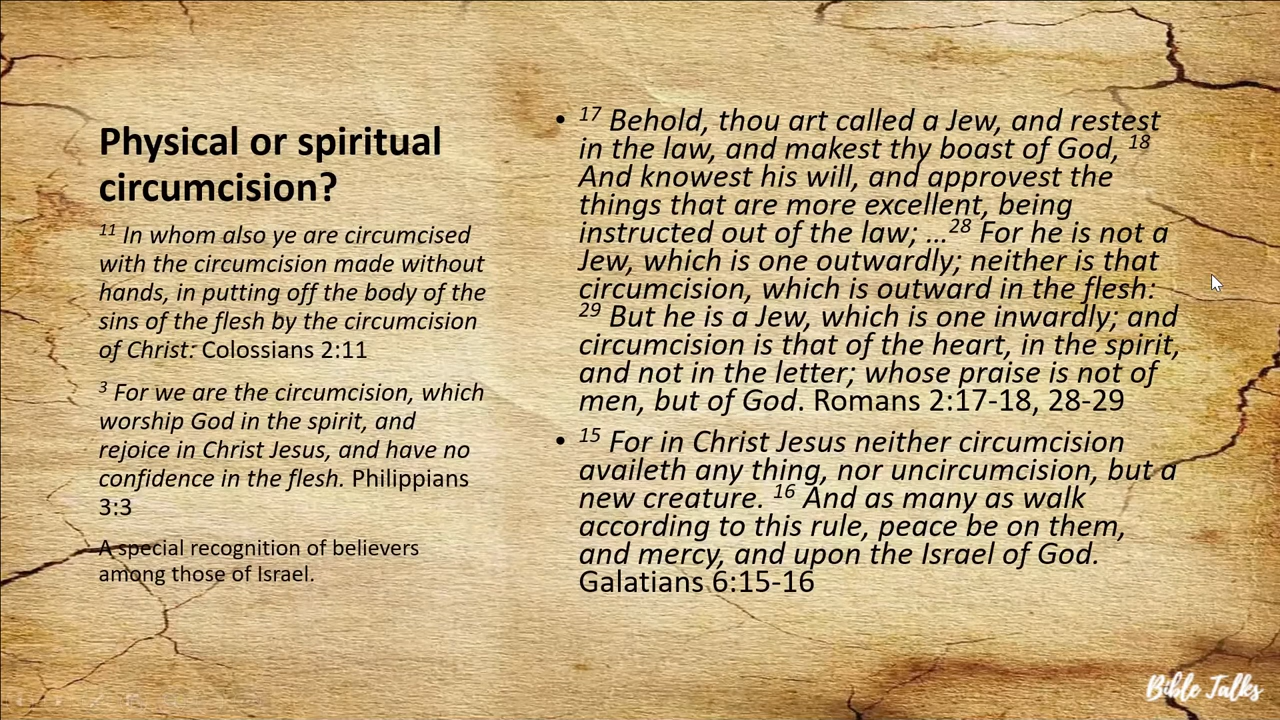 Physical or spiritual
circumcision?
11 In whom also ye are circumcised
with the circumcision made without
hands, in putting off the body of the
sins of the flesh by the circumcision
of Christ: Colossians 2:11
3 For we are the circumcision, which
worship God in the spirit, and
rejoice in Christ Jesus, and have no
confidence in the flesh. Philippians
3:3
A special recognition of believers
among those of Israel.
• 17 Behold, thou art called a Jew, and restest
in the law, and makest thy boast of God, 18
And knowest his will, and approvest the
things that are more excellent, being
instructed out of the law; ...28 For he is not a
Jew, which is one outwardly; neither is that
circumcision, which is outward in the flesh:
29 But he is a Jew, which is one inwardly; and
circumcision is that of the heart, in the spirit,
and not in the letter; whose praise is not of
men, but of God. Romans 2:17-18, 28-29
• 15 For in Christ Jesus neither circumcision
availeth any thing, nor uncircumcision, but a
new creature. 16 And as many as walk
according to this rule, peace be on them,
and mercy, and upon the Israel of God.
Galatians 6:15-16
Bible Talks